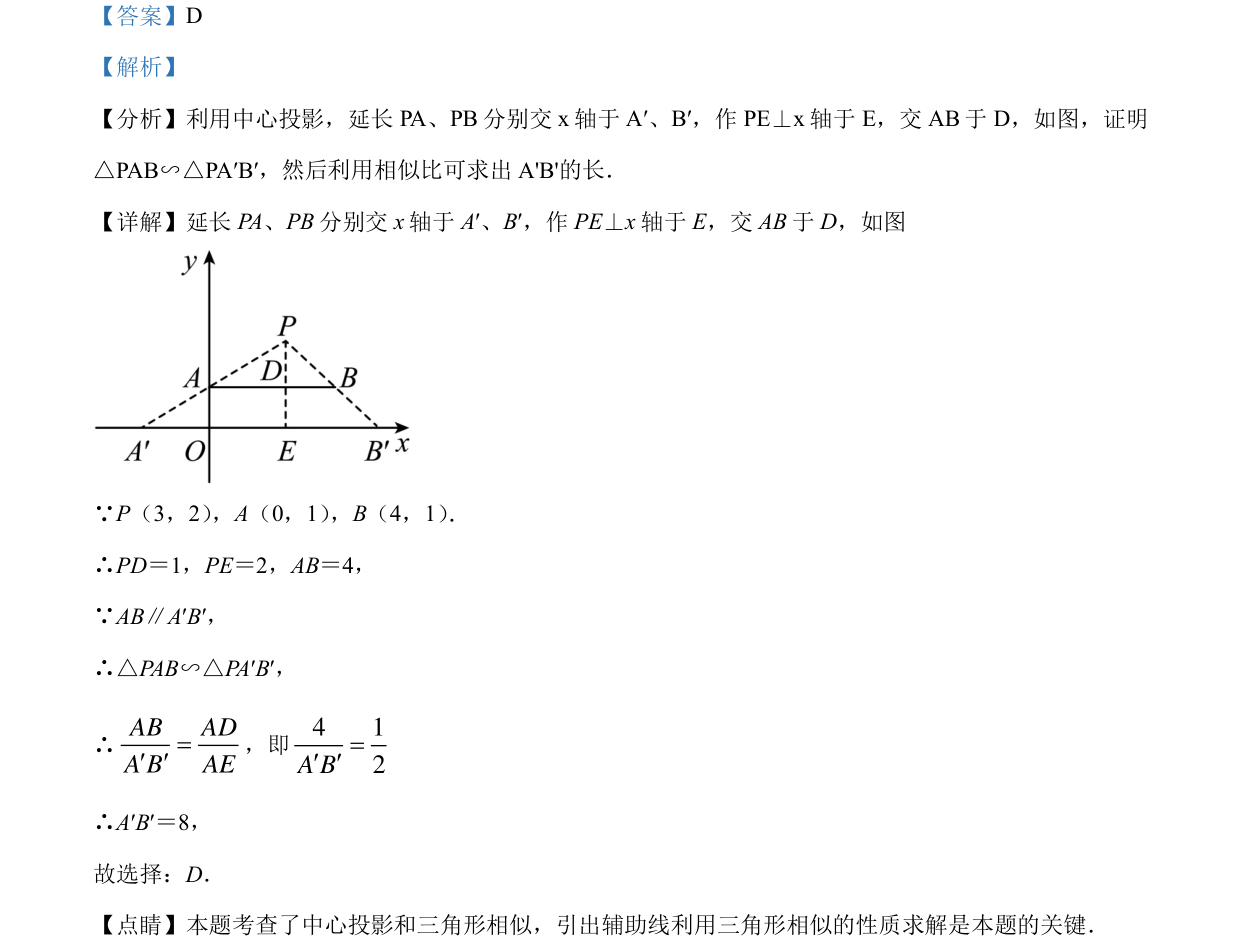 【答案】D
【解析】
【分析】利用中心投影，延长 PA、PB 分别交 x 轴于 A′、B′，作 PE⊥x 轴于 E，交 AB 于 D，如图，证明
△PAB∽△PA′B′，然后利用相似比可求出 A'B'的长．
【详解】延长 PA、PB 分别交 x 轴于 A′、B′，作 PE⊥x 轴于 E，交 AB 于 D，如图
y
P
A D B
A′ O E B′ x
∵P（3，2），A（0，1），B（4，1）．
∴PD＝1，PE＝2，AB＝4，
∵AB∥A′B′，
∴△PAB∽△PA′B′，
∴ AB/A′B′ = AD/AE ，即 4/A′B′ = 1/2
∴A′B′＝8，
故选择：D．
【点睛】本题考查了中心投影和三角形相似，引出辅助线利用三角形相似的性质求解是本题的关键．